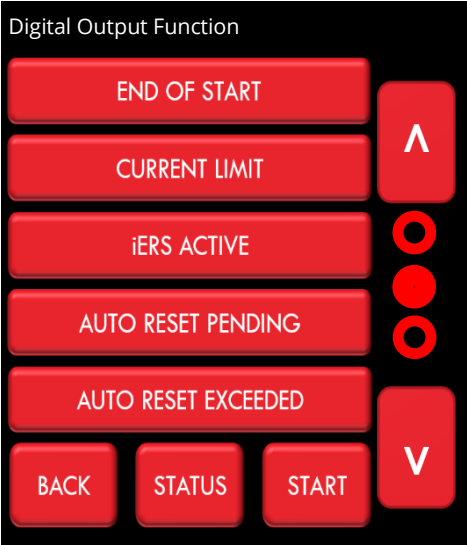 Digital Output Function
END OF START
CURRENT LIMIT
iERS ACTIVE
AUTO RESET PENDING
AUTO RESET EXCEEDED
BACK STATUS START